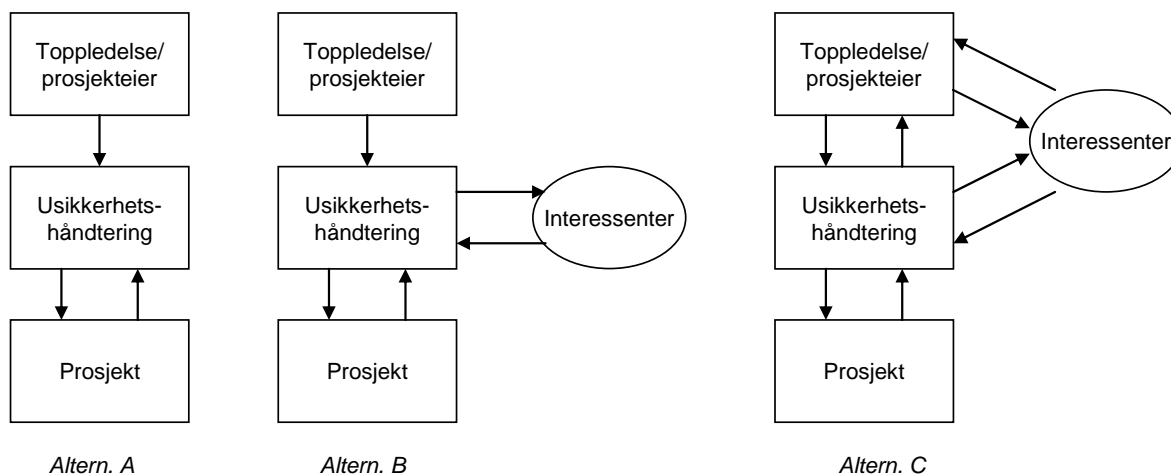 Toppledelse/
prosjekteier
Usikkerhets-
håndtering
Prosjekt
Altern. A
Toppledelse/
prosjekteier
Usikkerhets-
håndtering
Interessenter
Prosjekt
Altern. B
Toppledelse/
prosjekteier
Interessenter
Usikkerhets-
håndtering
Prosjekt
Altern. C